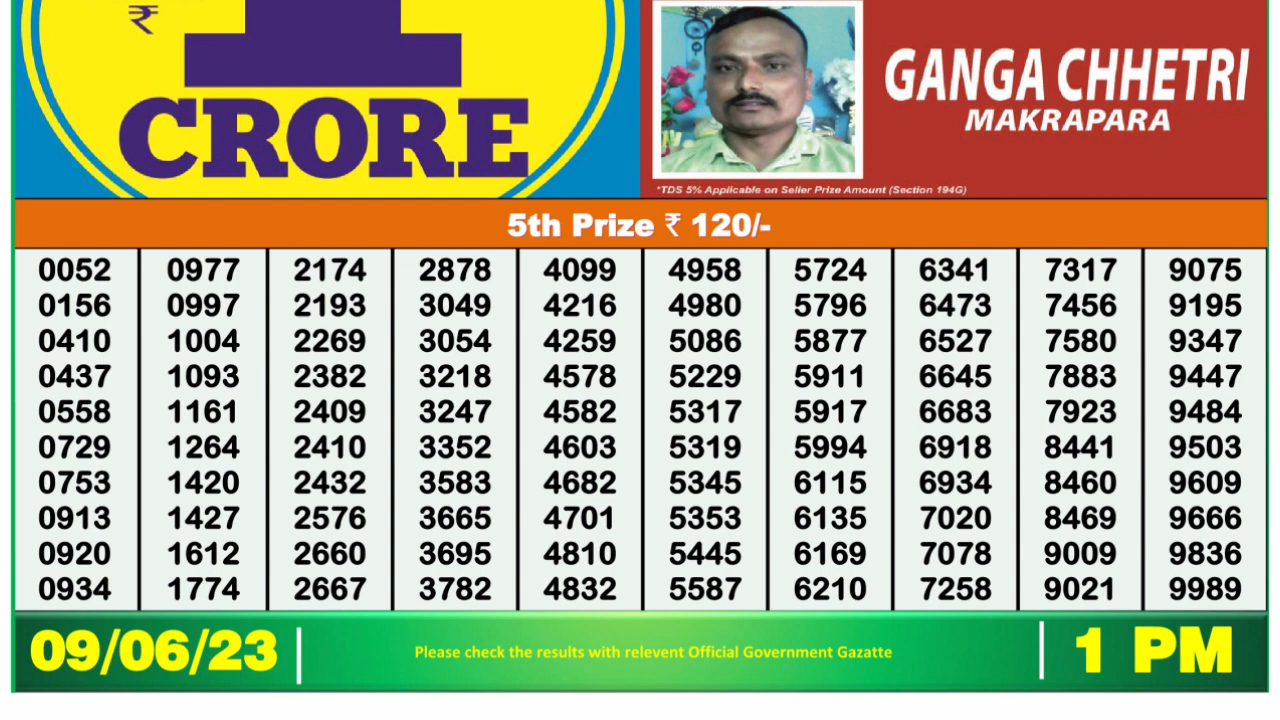 ₹
1
CRORE
GANGA CHHETRI
MAKRAPARA
*TDS 5% Applicable on Seller Prize Amount (Section 194G)
5th Prize ₹ 120/-
0052 0977 2174 2878 4099 4958 5724 6341 7317 9075
0156 0997 2193 3049 4216 4980 5796 6473 7456 9195
0410 1004 2269 3054 4259 5086 5877 6527 7580 9347
0437 1093 2382 3218 4578 5229 5911 6645 7883 9447
0558 1161 2409 3247 4582 5317 5917 6683 7923 9484
0729 1264 2410 3352 4603 5319 5994 6918 8441 9503
0753 1420 2432 3583 4682 5345 6115 6934 8460 9609
0913 1427 2576 3665 4701 5353 6135 7020 8469 9666
0920 1612 2660 3695 4810 5445 6169 7078 9009 9836
0934 1774 2667 3782 4832 5587 6210 7258 9021 9989
09/06/23
Please check the results with relevent Official Government Gazatte
1 PM